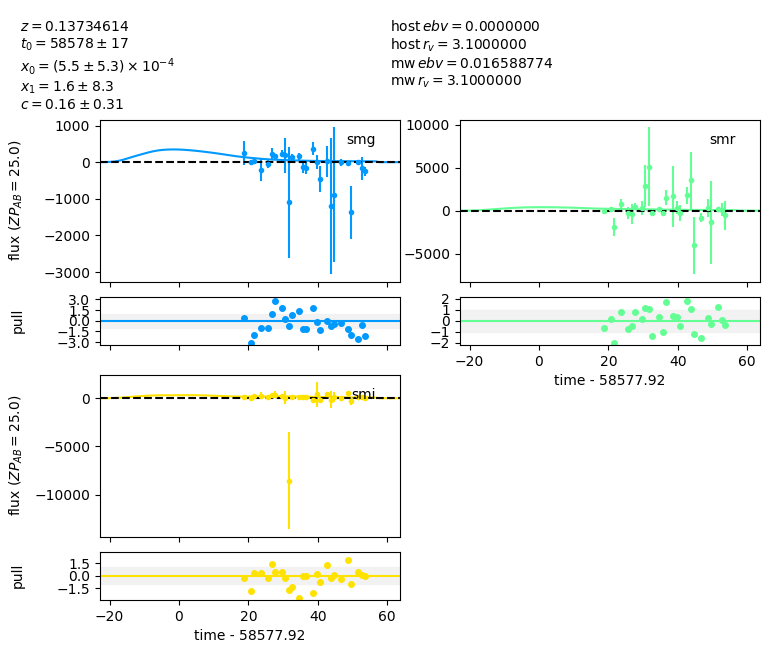 z = 0.13734614
t₀ = 58578 ± 17
x₀ = (5.5 ± 5.3) × 10⁻⁴
x₁ = 1.6 ± 8.3
c = 0.16 ± 0.31
host ebv = 0.0000000
host r_v = 3.1000000
mw ebv = 0.016588774
mw r_v = 3.1000000
smg
1000
0
−1000
−2000
−3000
flux (ZP_AB = 25.0)
3.0
1.5
0.0
−1.5
−3.0
pull
smr
10000
5000
0
−5000
2
1
0
−1
−2
−20
0
20
40
60
time - 58577.92
smi
0
−5000
−10000
flux (ZP_AB = 25.0)
1.5
0.0
−1.5
pull
−20
0
20
40
60
time - 58577.92